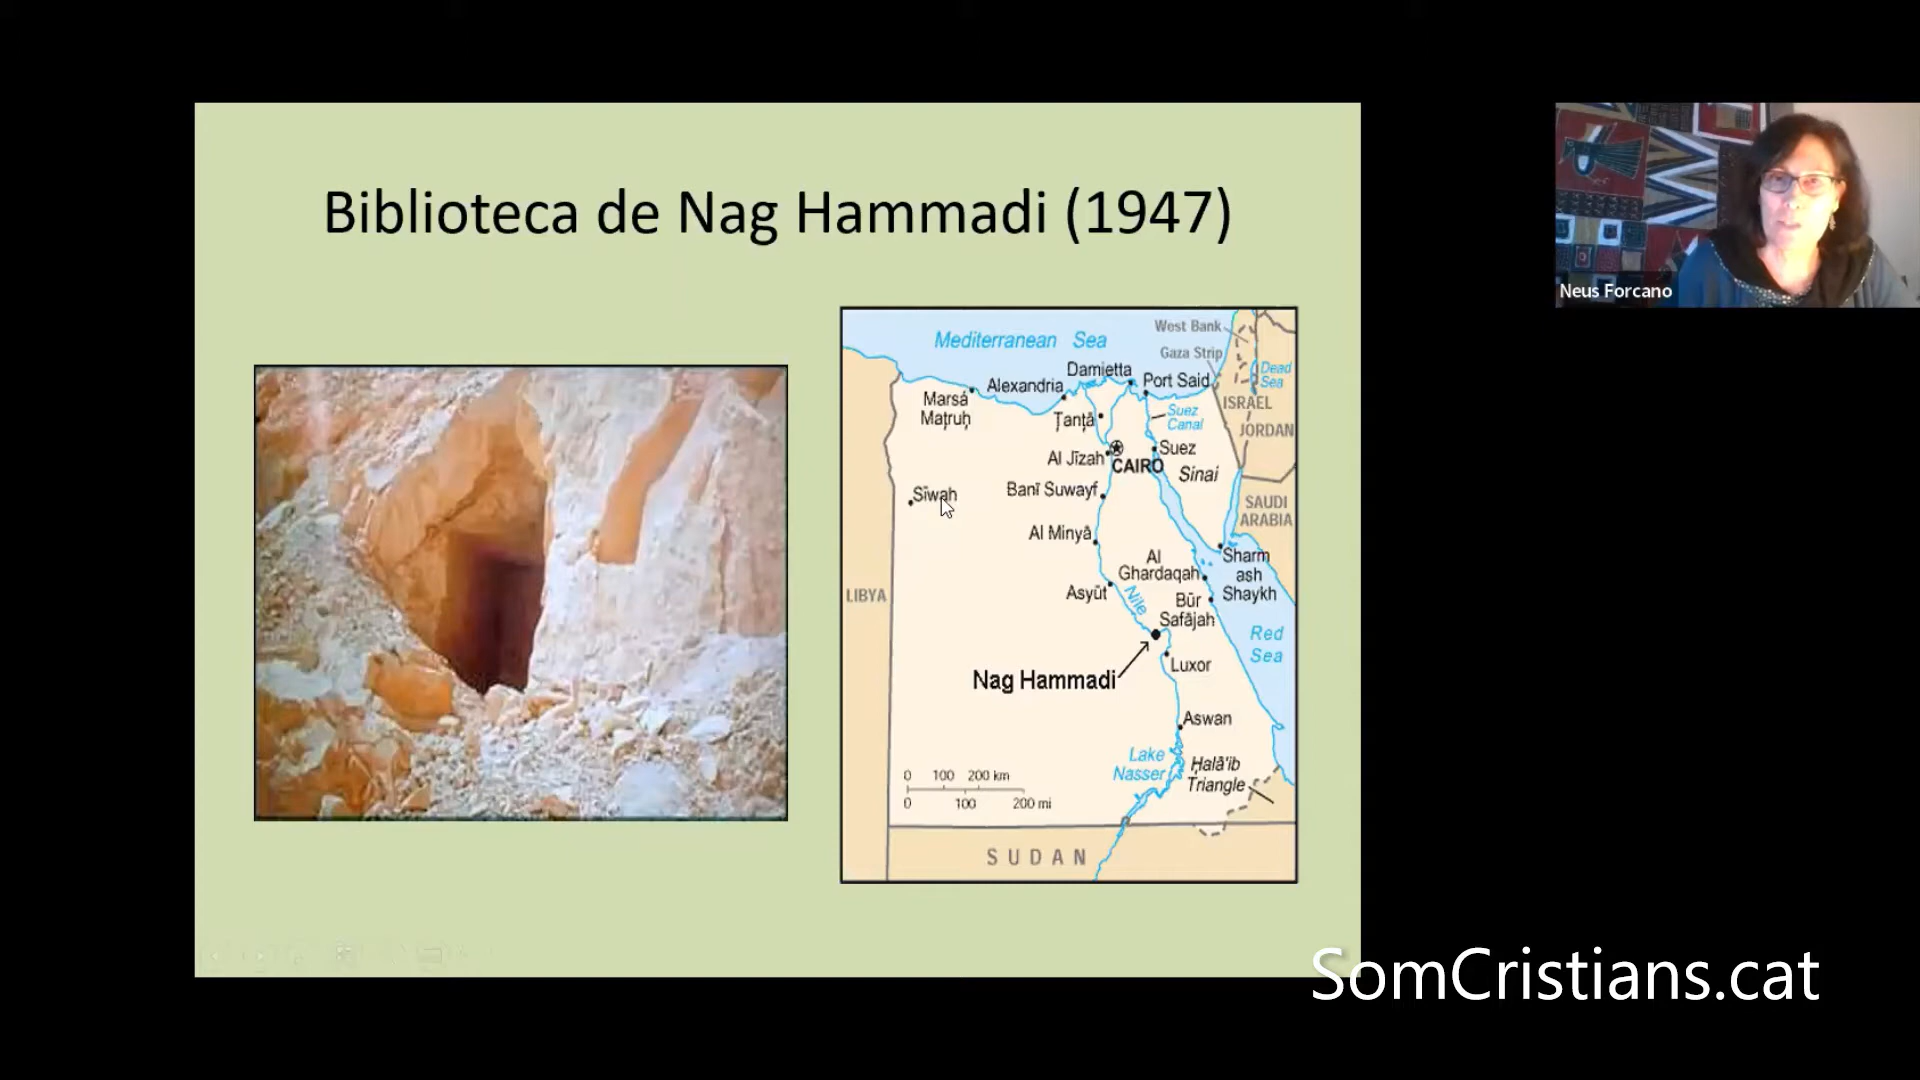 Biblioteca de Nag Hammadi (1947)
Neus Forcano
Mediterranean Sea
West Bank
Gaza Strip
Dead
Sea
Damietta
Alexandria
Port Said
Marsá
Maţruḩ
Ţanţā
Suez
Canal
ISRAEL
JORDAN
Al Jīzah
CAIRO
Suez
Sinai
Sīwah
Banī Suwayf
SAUDI
ARABIA
Al Minyā
Al
Ghardaqah
Sharm
ash
Shaykh
LIBYA
Asyūt
Nile
Būr
Safājah
Red
Sea
Nag Hammadi
Luxor
Aswan
Lake
Nasser
Ḩalā'ib
Triangle
0 100 200 km
0 100 200 mi
SUDAN
SomCristians.cat